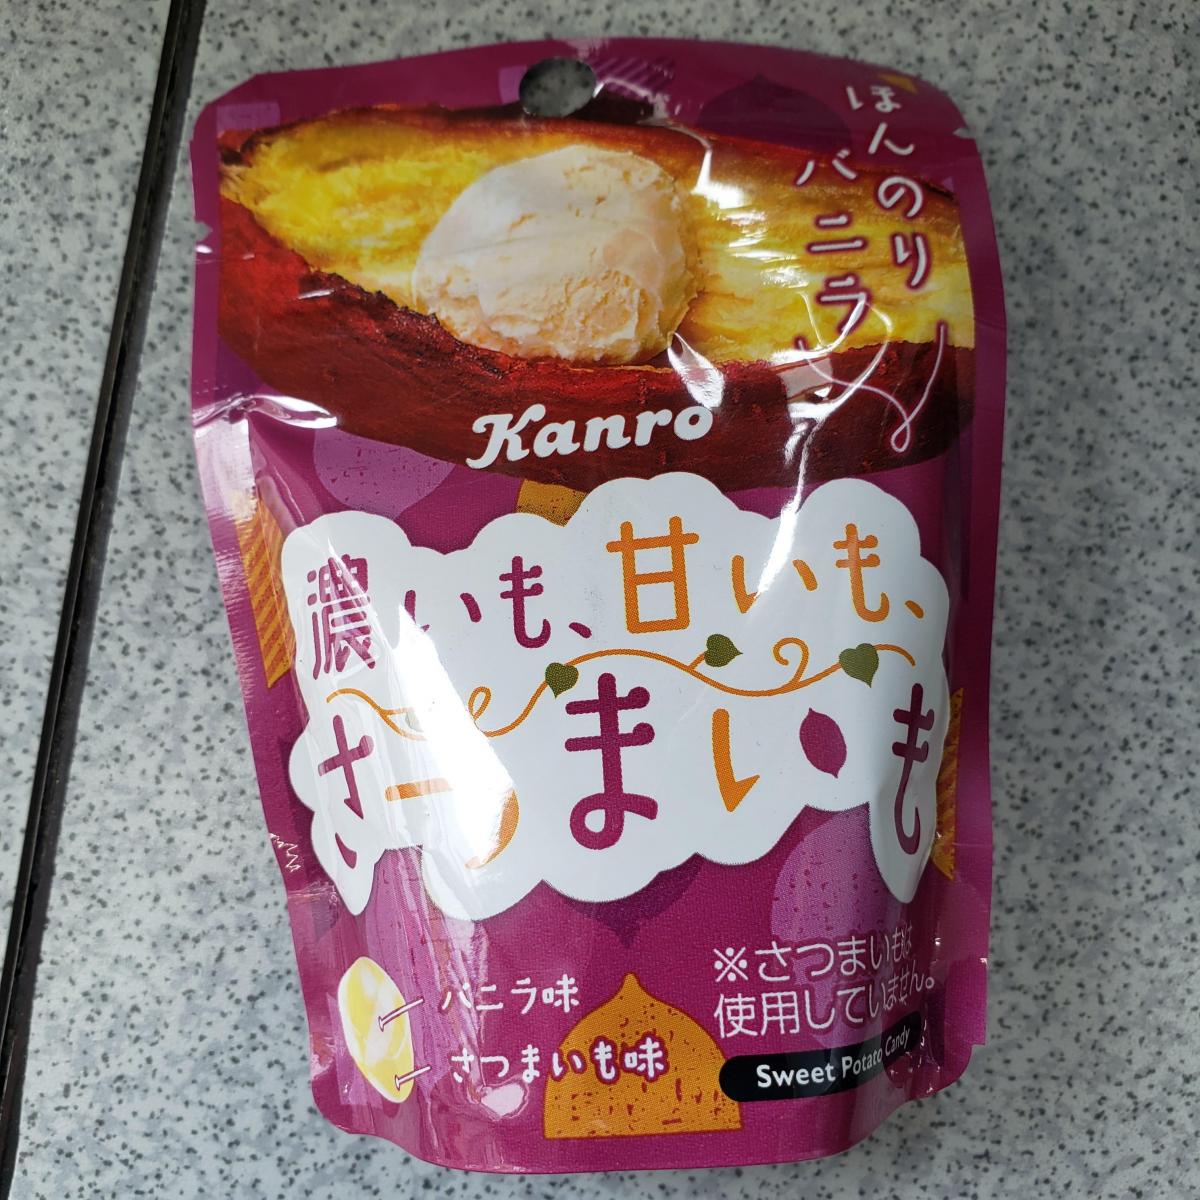 ほんのり
バニラ
Kanro
濃いも、甘いも、
さつまいも
バニラ味
さつまいも味
※さつまいもは
使用していません。
Sweet Potato Candy